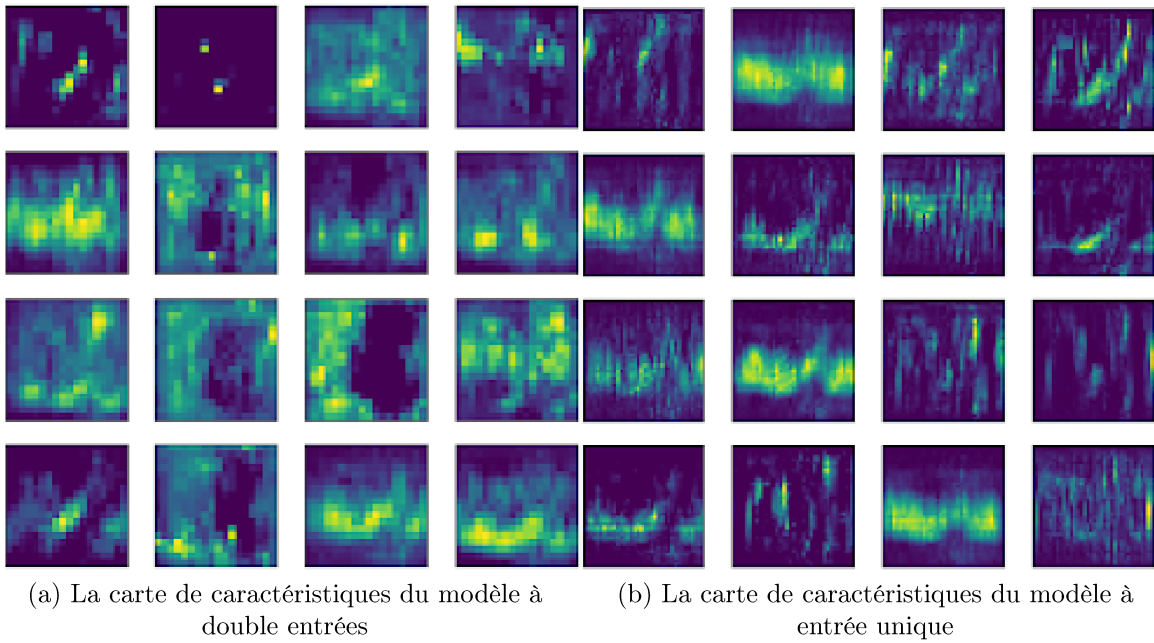 (a) La carte de caractéristiques du modèle à
double entrées
(b) La carte de caractéristiques du modèle à
entrée unique